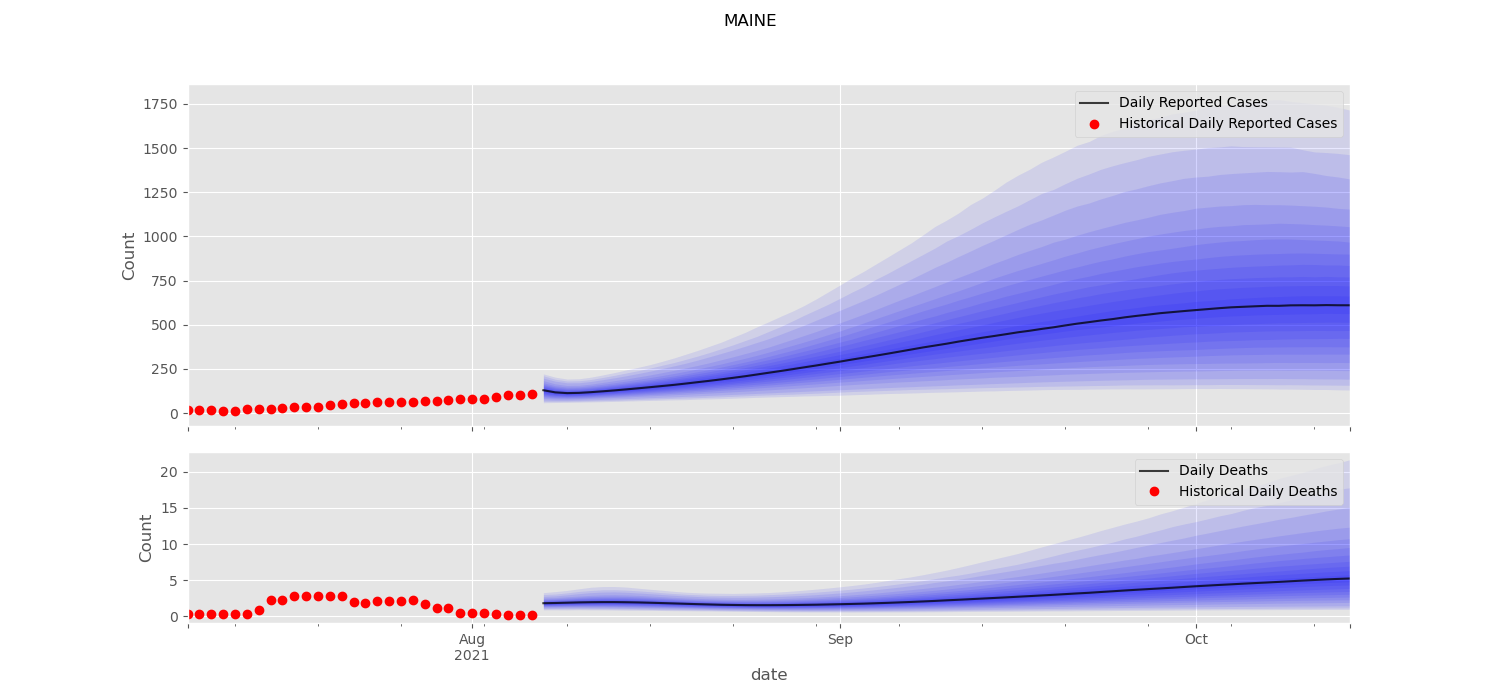 MAINE
1750
1500
1250
1000
750
500
250
0
Count
Daily Reported Cases
Historical Daily Reported Cases
20
15
10
5
0
Count
Daily Deaths
Historical Daily Deaths
Aug
2021
Sep
Oct
date